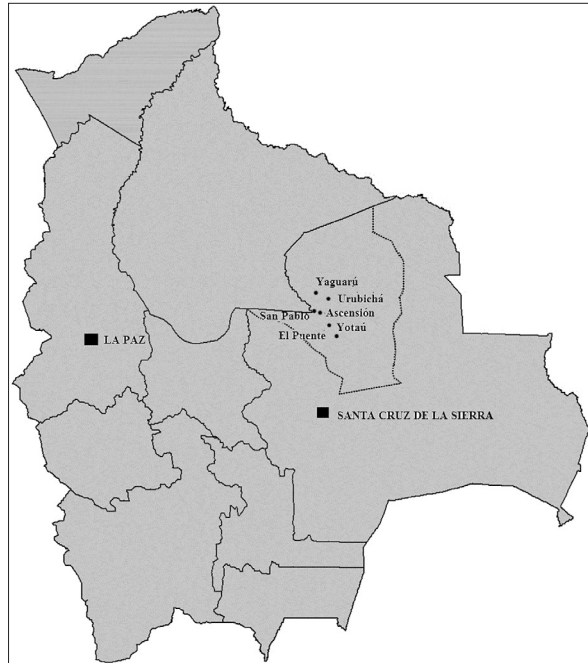 Yaguarú
Urubichá
San Pablo
Ascensión
Yotaú
El Puente
LA PAZ
SANTA CRUZ DE LA SIERRA